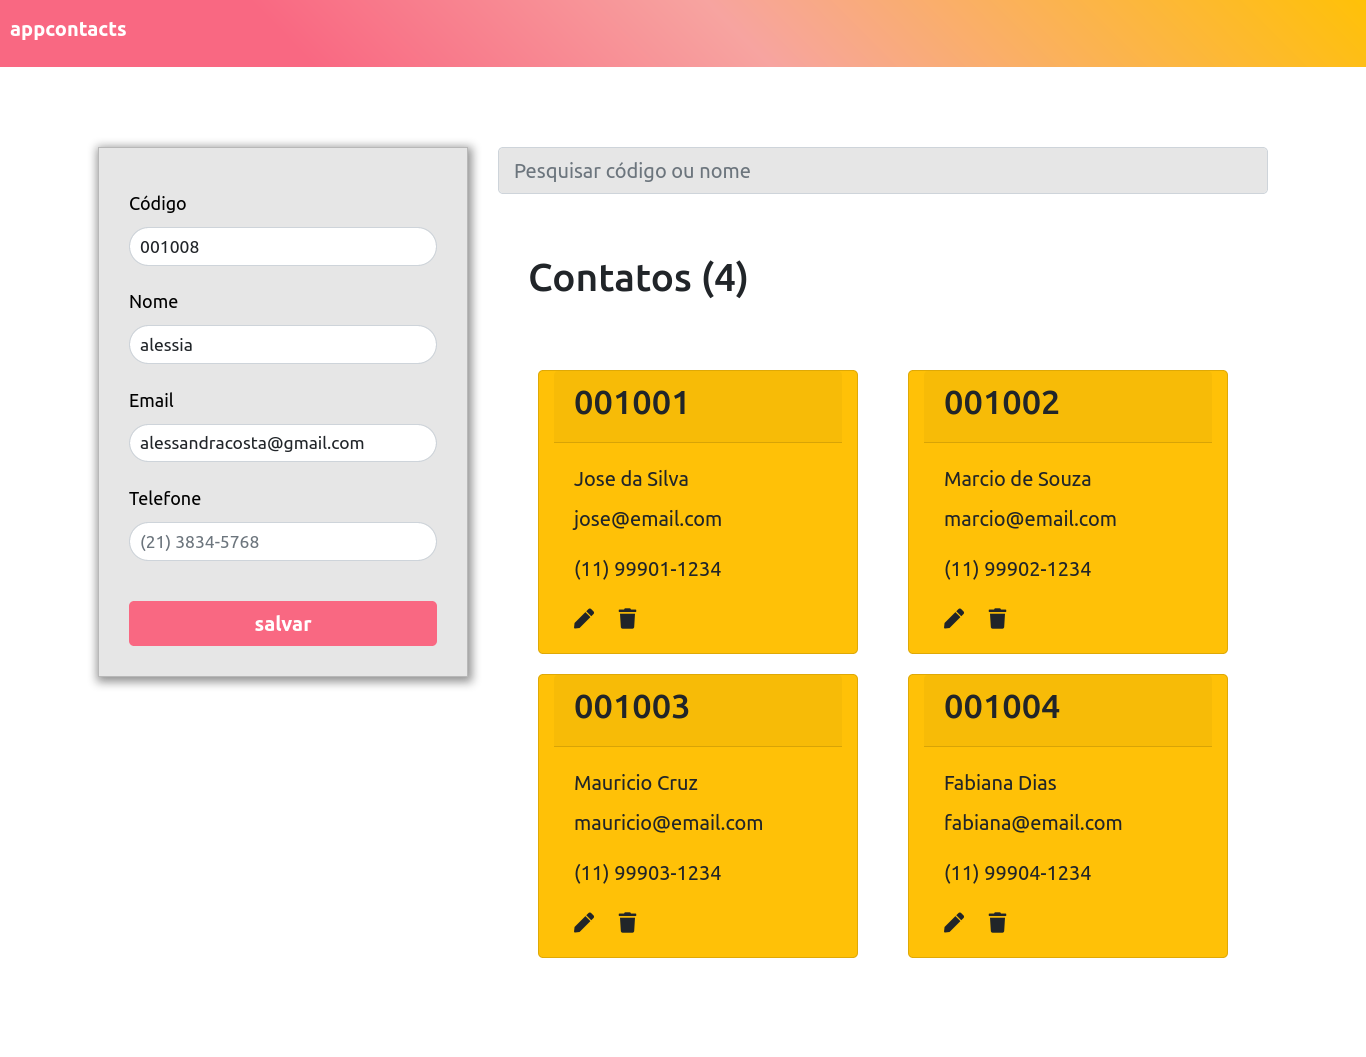 appcontacts
Código
001008
Nome
alessia
Email
alessandracosta@gmail.com
Telefone
(21) 3834-5768
salvar
Pesquisar código ou nome
Contatos (4)
001001
Jose da Silva
jose@email.com
(11) 99901-1234
001002
Marcio de Souza
marcio@email.com
(11) 99902-1234
001003
Mauricio Cruz
mauricio@email.com
(11) 99903-1234
001004
Fabiana Dias
fabiana@email.com
(11) 99904-1234